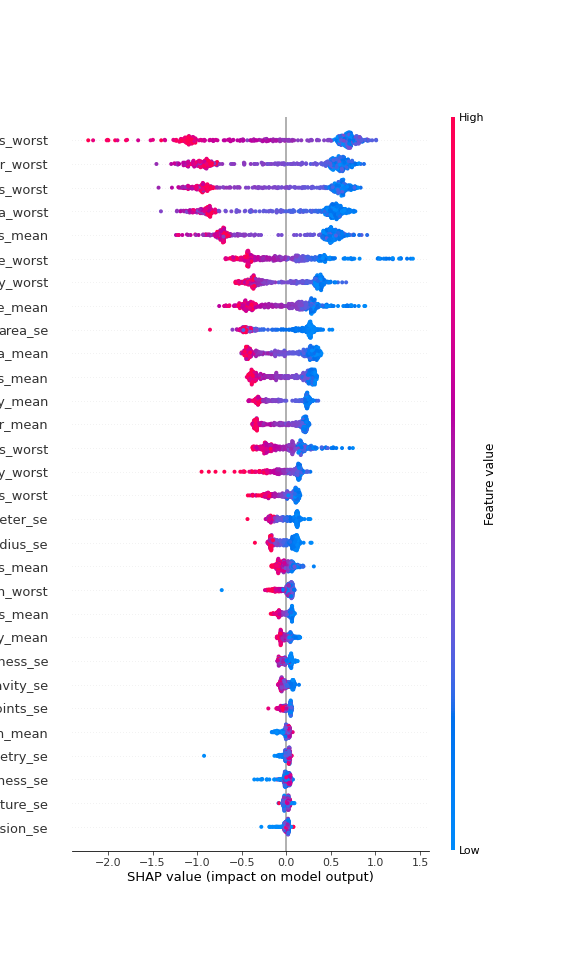 High
s_worst
r_worst
s_worst
a_worst
s_mean
e_worst
y_worst
e_mean
area_se
a_mean
s_mean
y_mean
r_mean
s_worst
y_worst
s_worst
eter_se
dius_se
s_mean
n_worst
s_mean
y_mean
ness_se
avity_se
oints_se
n_mean
etry_se
ness_se
ture_se
sion_se
Feature value
Low
−2.0 −1.5 −1.0 −0.5 0.0 0.5 1.0 1.5
SHAP value (impact on model output)